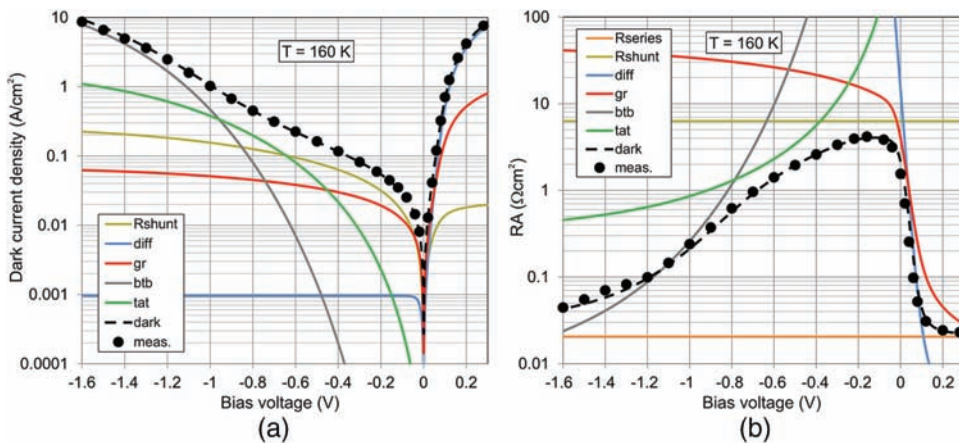 10
1
0.1
0.01
0.001
0.0001
Dark current density (A/cm²)
T = 160 K
Rshunt
diff
gr
btb
tat
dark
meas.
-1.6 -1.4 -1.2 -1 -0.8 -0.6 -0.4 -0.2 0 0.2
Bias voltage (V)
(a)
100
10
1
0.1
0.01
RA (Ωcm²)
T = 160 K
Rseries
Rshunt
diff
gr
btb
tat
dark
meas.
-1.6 -1.4 -1.2 -1 -0.8 -0.6 -0.4 -0.2 0 0.2
Bias voltage (V)
(b)